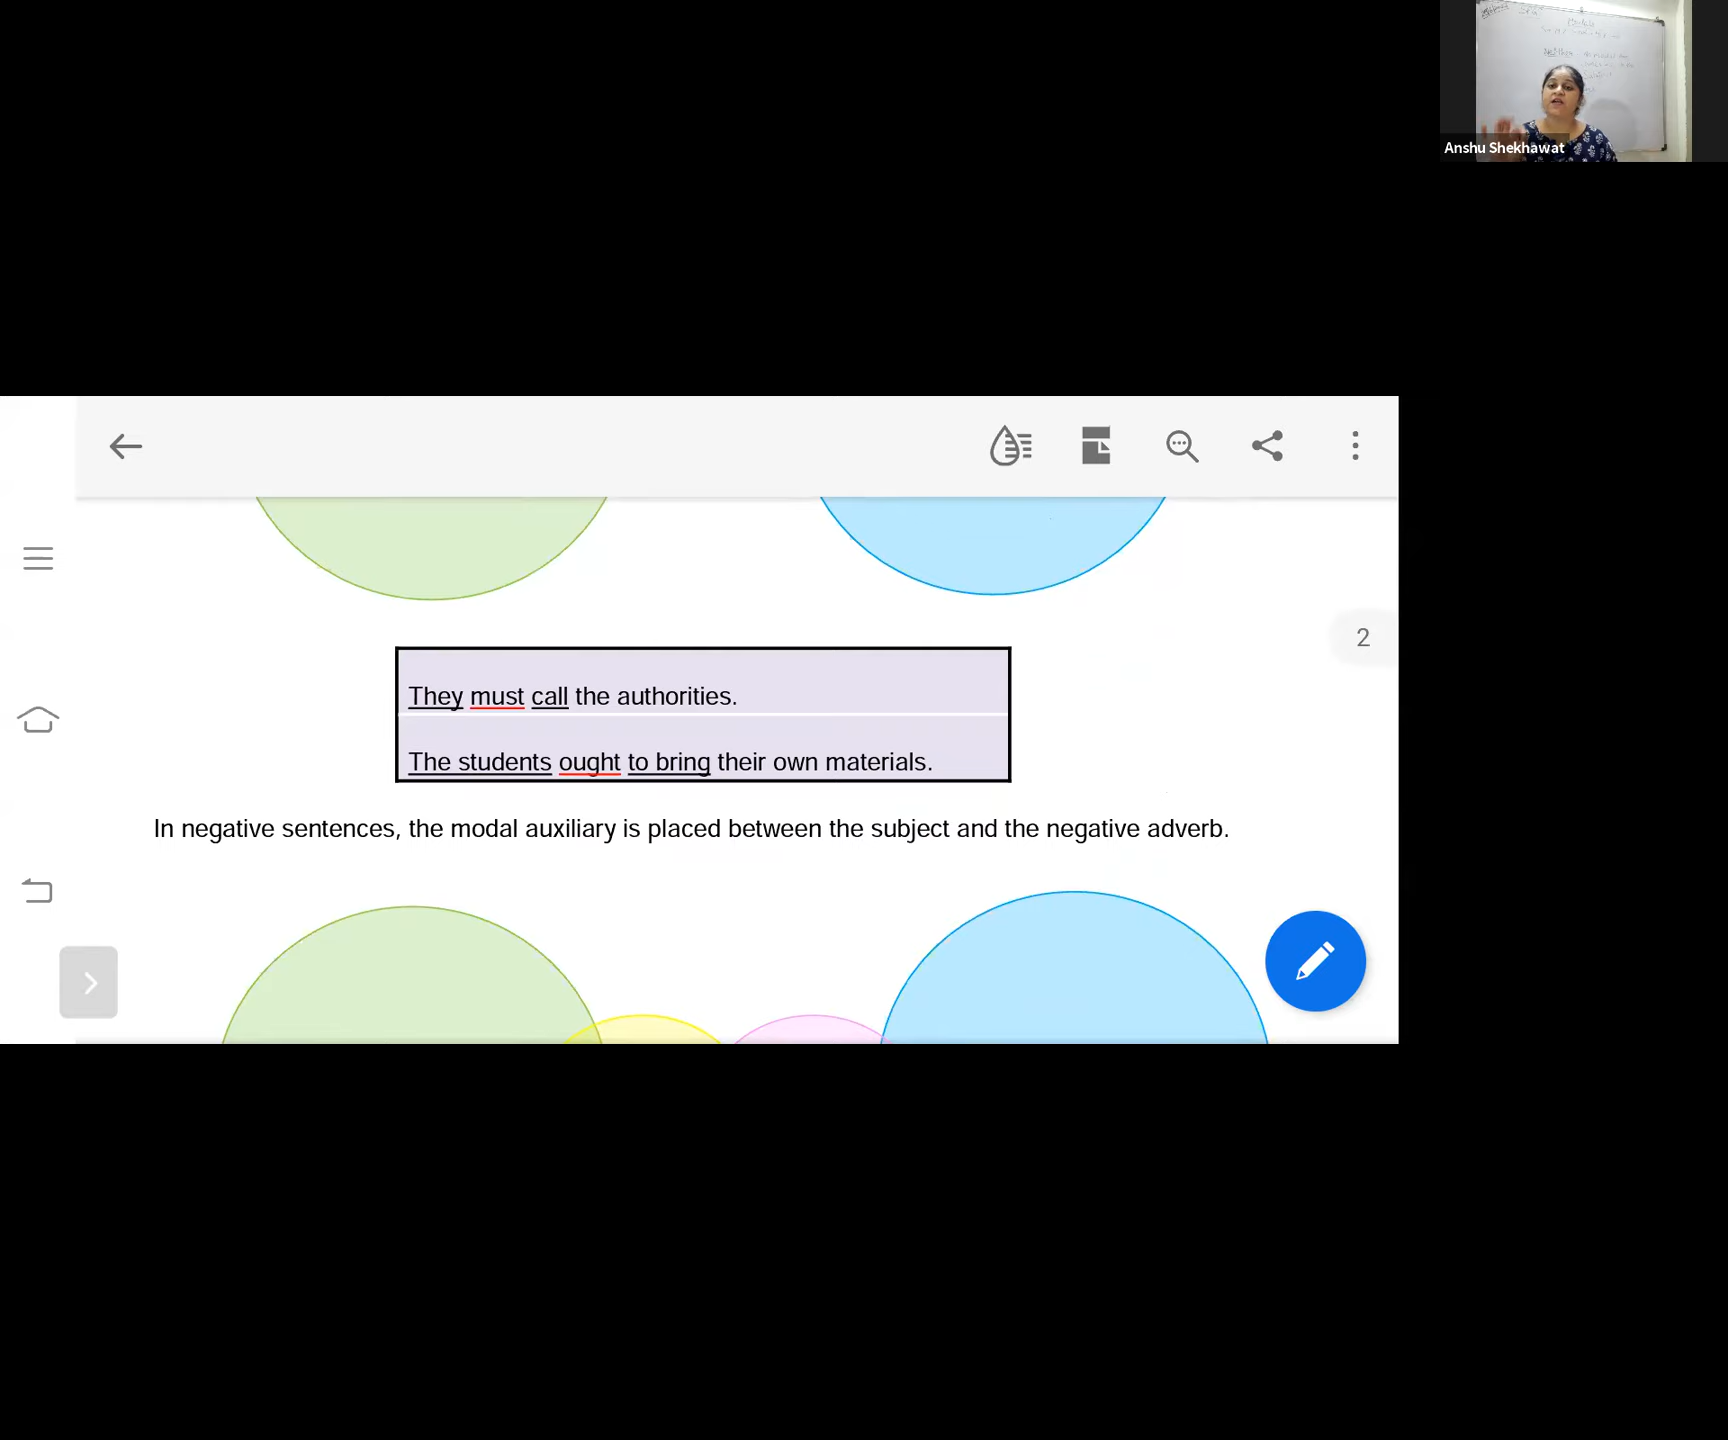 Anshu Shekhawat
2
They must call the authorities.
The students ought to bring their own materials.
In negative sentences, the modal auxiliary is placed between the subject and the negative adverb.